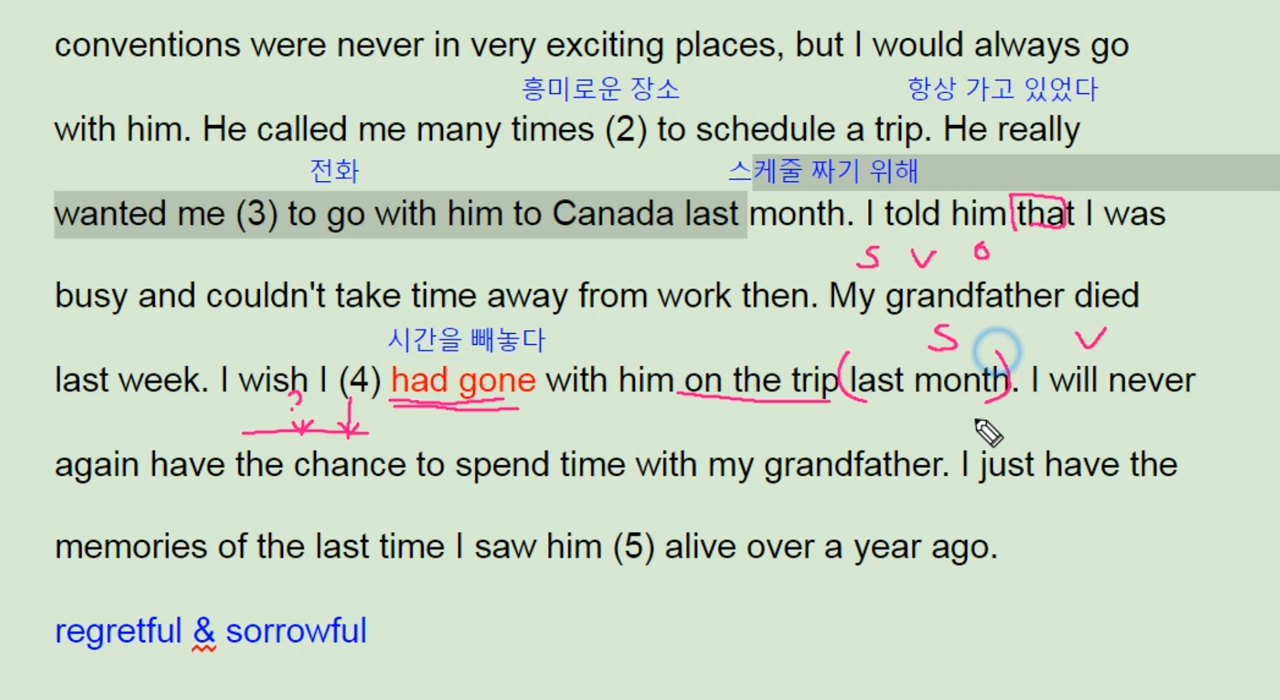 conventions were never in very exciting places, but I would always go
흥미로운 장소 항상 가고 있었다
with him. He called me many times (2) to schedule a trip. He really
전화 스케줄 짜기 위해
wanted me (3) to go with him to Canada last month. I told him that I was
S V O
busy and couldn't take time away from work then. My grandfather died
시간을 빼놓다 S V
last week. I wish I (4) had gone with him on the trip (last month). I will never
?
again have the chance to spend time with my grandfather. I just have the
memories of the last time I saw him (5) alive over a year ago.
regretful & sorrowful